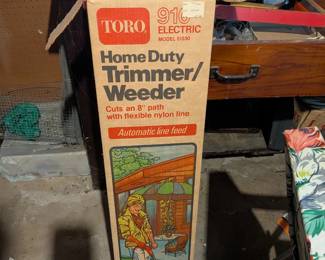 TORO
910
ELECTRIC
MODEL 51530
Home Duty
Trimmer/
Weeder
Cuts an 8" path
with flexible nylon line
Automatic line feed